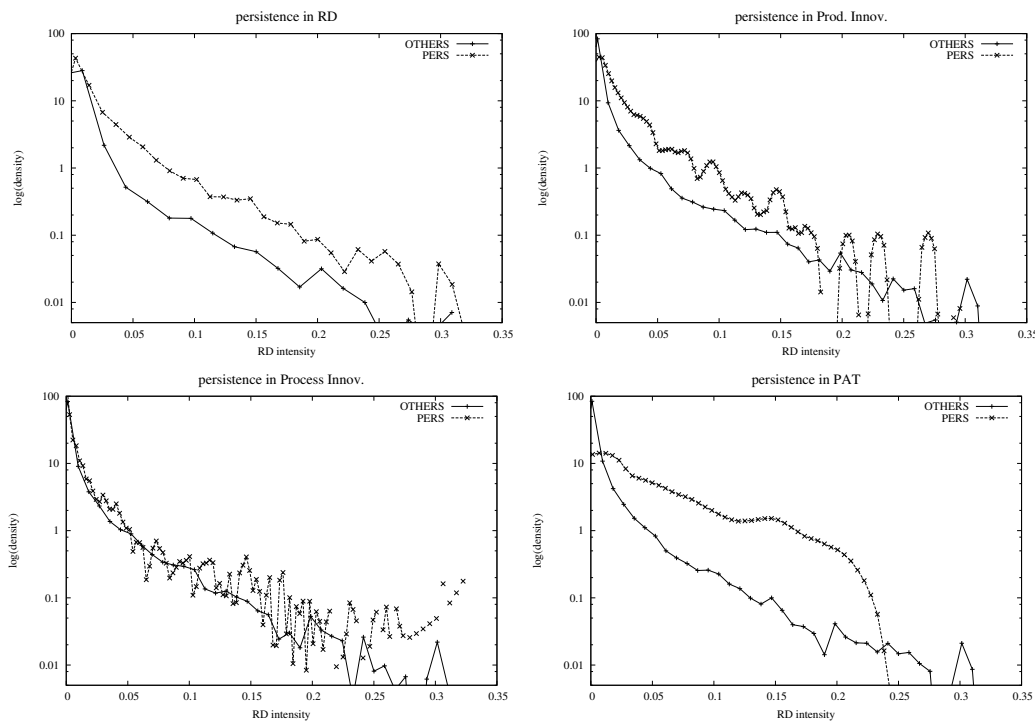 persistence in RD
100
10
1
0.1
0.01
0
0.05
0.1
0.15
0.2
0.25
0.3
0.35
log(density)
RD intensity
OTHERS
PERS
persistence in Prod. Innov.
100
10
1
0.1
0.01
0
0.05
0.1
0.15
0.2
0.25
0.3
0.35
log(density)
RD intensity
OTHERS
PERS
persistence in Process Innov.
100
10
1
0.1
0.01
0
0.05
0.1
0.15
0.2
0.25
0.3
0.35
log(density)
RD intensity
OTHERS
PERS
persistence in PAT
100
10
1
0.1
0.01
0
0.05
0.1
0.15
0.2
0.25
0.3
0.35
log(density)
RD intensity
OTHERS
PERS